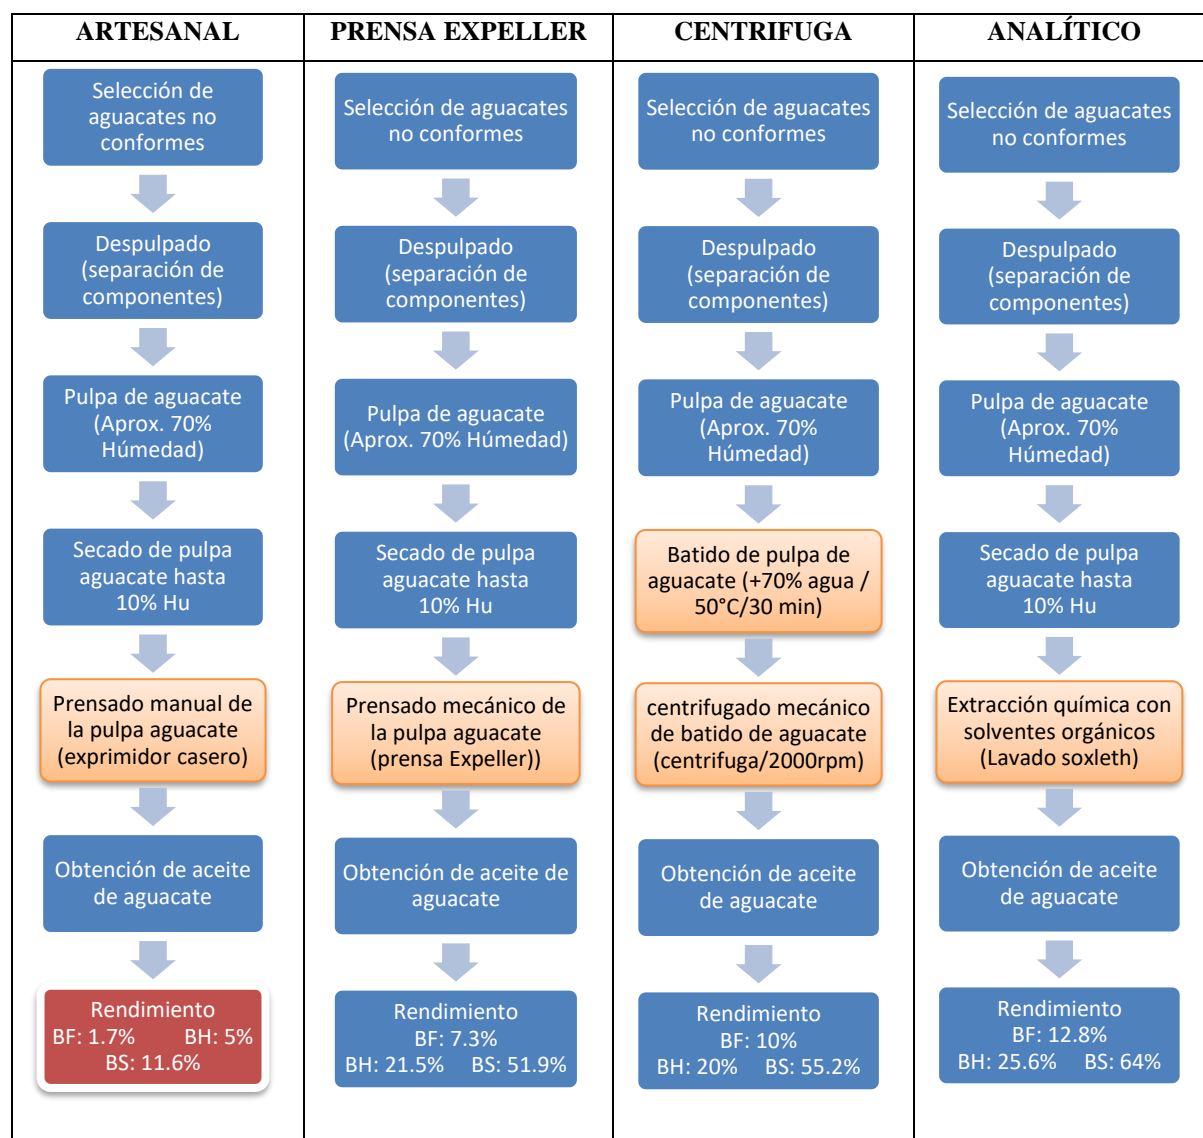 ARTESANAL
Selección de
aguacates no
conformes
Despulpado
(separación de
componentes)
Pulpa de aguacate
(Aprox. 70%
Húmedad)
Secado de pulpa
aguacate hasta
10% Hu
Prensado manual de
la pulpa aguacate
(exprimidor casero)
Obtención de aceite
de aguacate
Rendimiento
BF: 1.7% BH: 5%
BS: 11.6%
PRENSA EXPELLER
Selección de aguacates
no conformes
Despulpado
(separación de
componentes)
Pulpa de aguacate
(Aprox. 70% Húmedad)
Secado de pulpa
aguacate hasta
10% Hu
Prensado mecánico de
la pulpa aguacate
(prensa Expeller))
Obtención de aceite de
aguacate
Rendimiento
BF: 7.3%
BH: 21.5% BS: 51.9%
CENTRIFUGA
Selección de aguacates
no conformes
Despulpado
(separación de
componentes)
Pulpa de aguacate
(Aprox. 70%
Húmedad)
Batido de pulpa de
aguacate (+70% agua /
50°C/30 min)
centrifugado mecánico
de batido de aguacate
(centrifuga/2000rpm)
Obtención de aceite
de aguacate
Rendimiento
BF: 10%
BH: 20% BS: 55.2%
ANALÍTICO
Selección de aguacates
no conformes
Despulpado
(separación de
componentes)
Pulpa de aguacate
(Aprox. 70%
Húmedad)
Secado de pulpa
aguacate hasta
10% Hu
Extracción química con
solventes orgánicos
(Lavado soxleth)
Obtención de aceite
de aguacate
Rendimiento
BF: 12.8%
BH: 25.6% BS: 64%